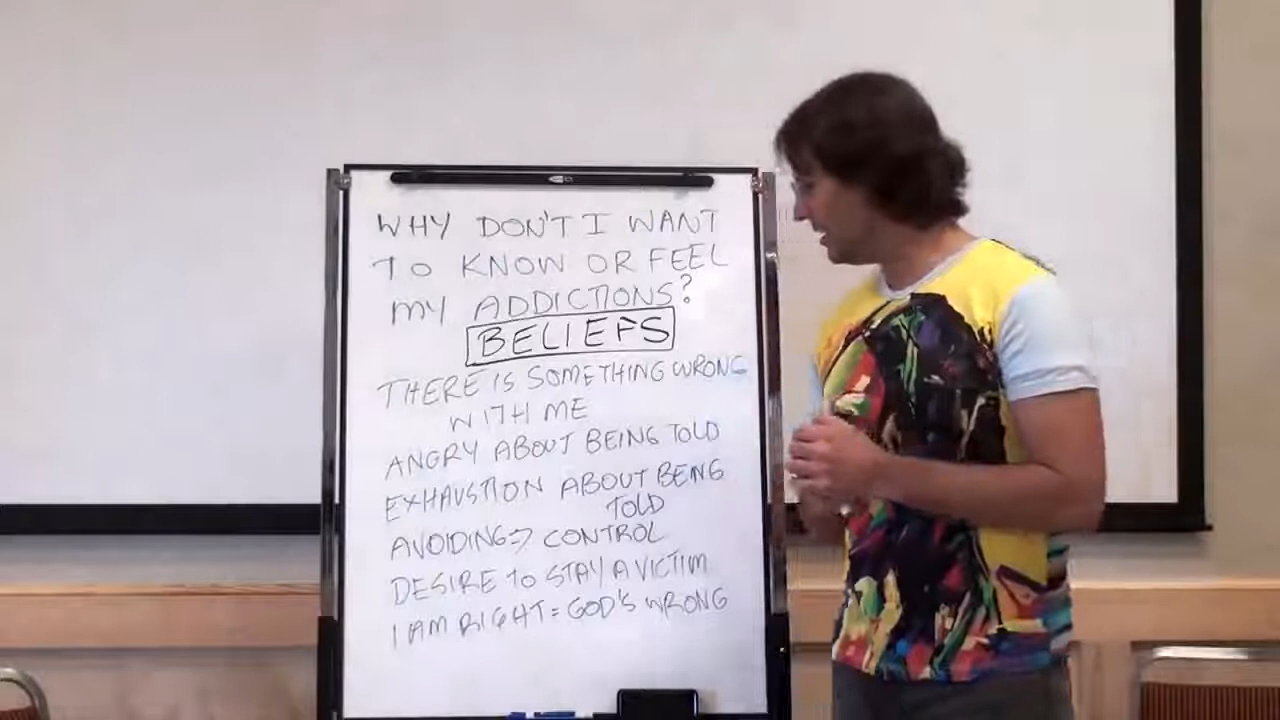 WHY DON'T I WANT
TO KNOW OR FEEL
MY ADDICTIONS?
BELIEFS
THERE IS SOMETHING WRONG
WITH ME
ANGRY ABOUT BEING TOLD
EXHAUSTION ABOUT BEING
TOLD
AVOIDING => CONTROL
DESIRE TO STAY A VICTIM
I AM RIGHT = GOD'S WRONG